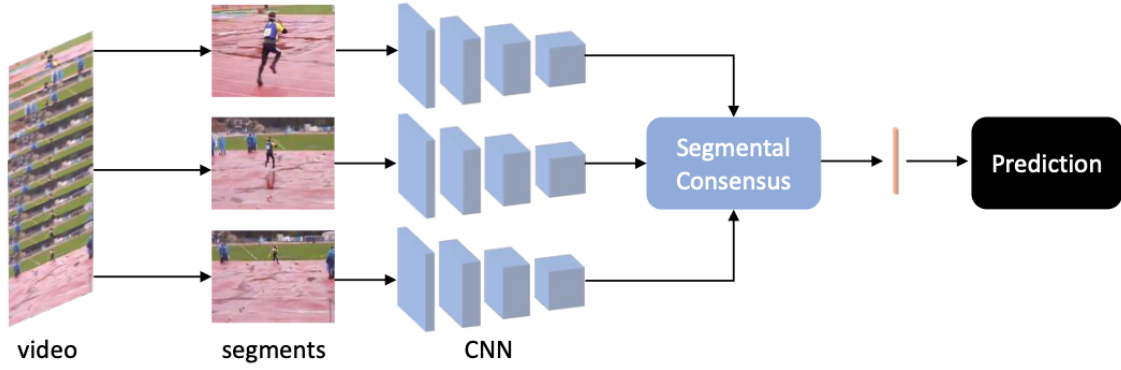 Segmental
Consensus
Prediction
video
segments
CNN